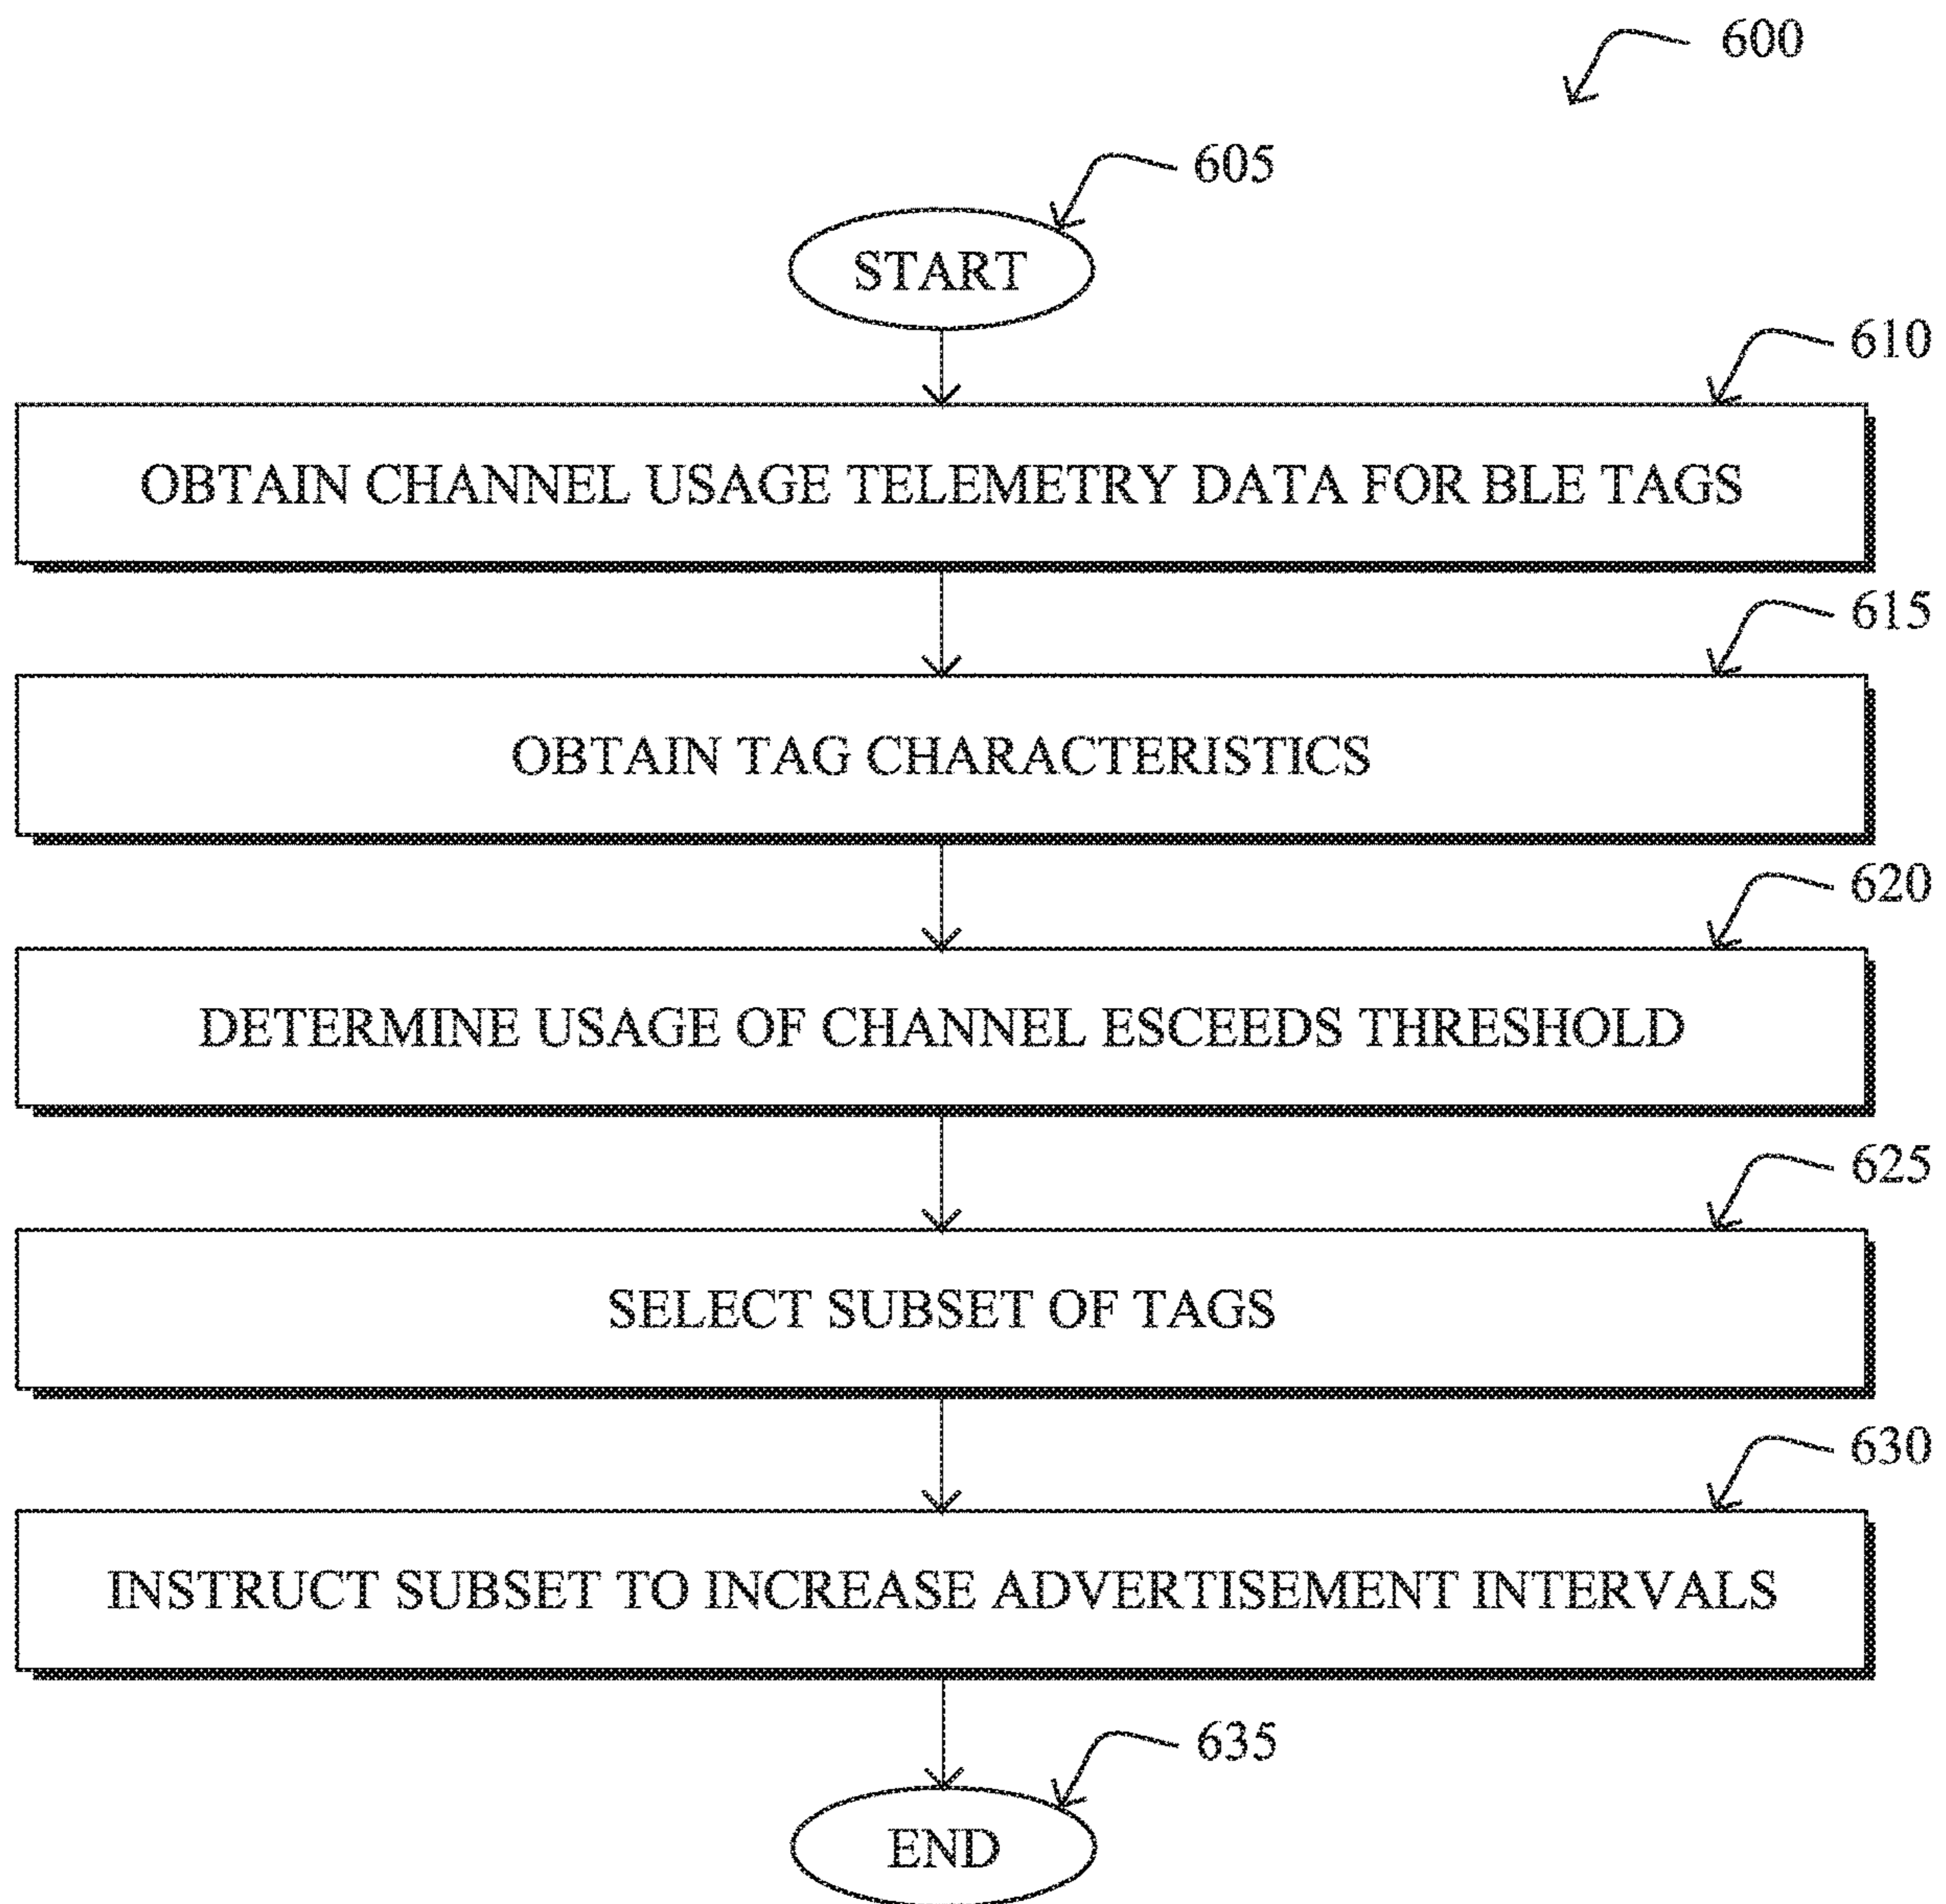 600
605
START
610
OBTAIN CHANNEL USAGE TELEMETRY DATA FOR BLE TAGS
615
OBTAIN TAG CHARACTERISTICS
620
DETERMINE USAGE OF CHANNEL ESCEEDS THRESHOLD
625
SELECT SUBSET OF TAGS
630
INSTRUCT SUBSET TO INCREASE ADVERTISEMENT INTERVALS
635
END